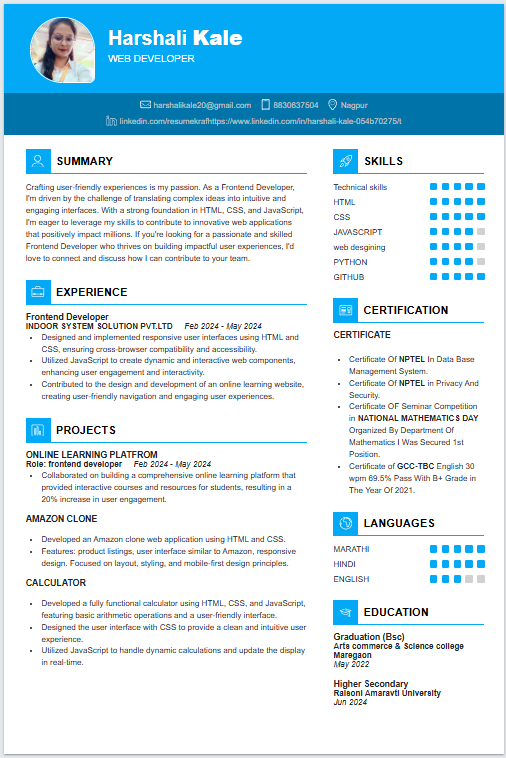 Harshali Kale
WEB DEVELOPER
harshalikale20@gmail.com 8830637504 Nagpur
linkedin.com/resumekrafhttps://www.linkedin.com/in/harshali-kale-054b70275/t
SUMMARY
Crafting user-friendly experiences is my passion. As a Frontend Developer,
I'm driven by the challenge of translating complex ideas into intuitive and
engaging interfaces. With a strong foundation in HTML, CSS, and JavaScript,
I'm eager to leverage my skills to contribute to innovative web applications
that positively impact millions. If you're looking for a passionate and skilled
Frontend Developer who thrives on building impactful user experiences, I'd
love to connect and discuss how I can contribute to your team.
EXPERIENCE
Frontend Developer
INDOOR SYSTEM SOLUTION PVT.LTD Feb 2024 - May 2024
• Designed and implemented responsive user interfaces using HTML and
CSS, ensuring cross-browser compatibility and accessibility.
• Utilized JavaScript to create dynamic and interactive web components,
enhancing user engagement and interactivity.
• Contributed to the design and development of an online learning website,
creating user-friendly navigation and engaging user experiences.
PROJECTS
ONLINE LEARNING PLATFROM
Role: frontend developer Feb 2024 - May 2024
• Collaborated on building a comprehensive online learning platform that
provided interactive courses and resources for students, resulting in a
20% increase in user engagement.
AMAZON CLONE
• Developed an Amazon clone web application using HTML and CSS.
• Features: product listings, user interface similar to Amazon, responsive
design. Focused on layout, styling, and mobile-first design principles.
CALCULATOR
• Developed a fully functional calculator using HTML, CSS, and JavaScript,
featuring basic arithmetic operations and a user-friendly interface.
• Designed the user interface with CSS to provide a clean and intuitive user
experience.
• Utilized JavaScript to handle dynamic calculations and update the display
in real-time.
SKILLS
Technical skills
HTML
CSS
JAVASCRIPT
web desgining
PYTHON
GITHUB
CERTIFICATION
CERTIFICATE
• Certificate Of NPTEL In Data Base
Management System.
• Certificate Of NPTEL in Privacy And
Security.
• Certificate OF Seminar Competition
in NATIONAL MATHEMATICS DAY
Organized By Department Of
Mathematics I Was Secured 1st
Position.
• Certificate of GCC-TBC English 30
wpm 69.5% Pass With B+ Grade in
The Year Of 2021.
LANGUAGES
MARATHI
HINDI
ENGLISH
EDUCATION
Graduation (Bsc)
Arts commerce & Science college
Maregaon
May 2022
Higher Secondary
Raisoni Amaravti University
Jun 2024